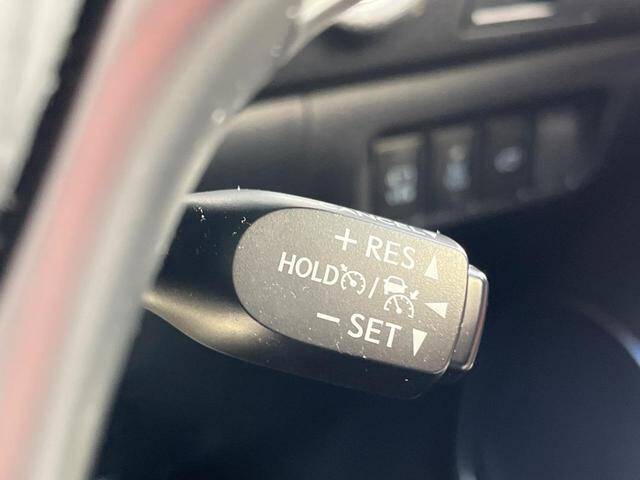 + RES
HOLD /
− SET